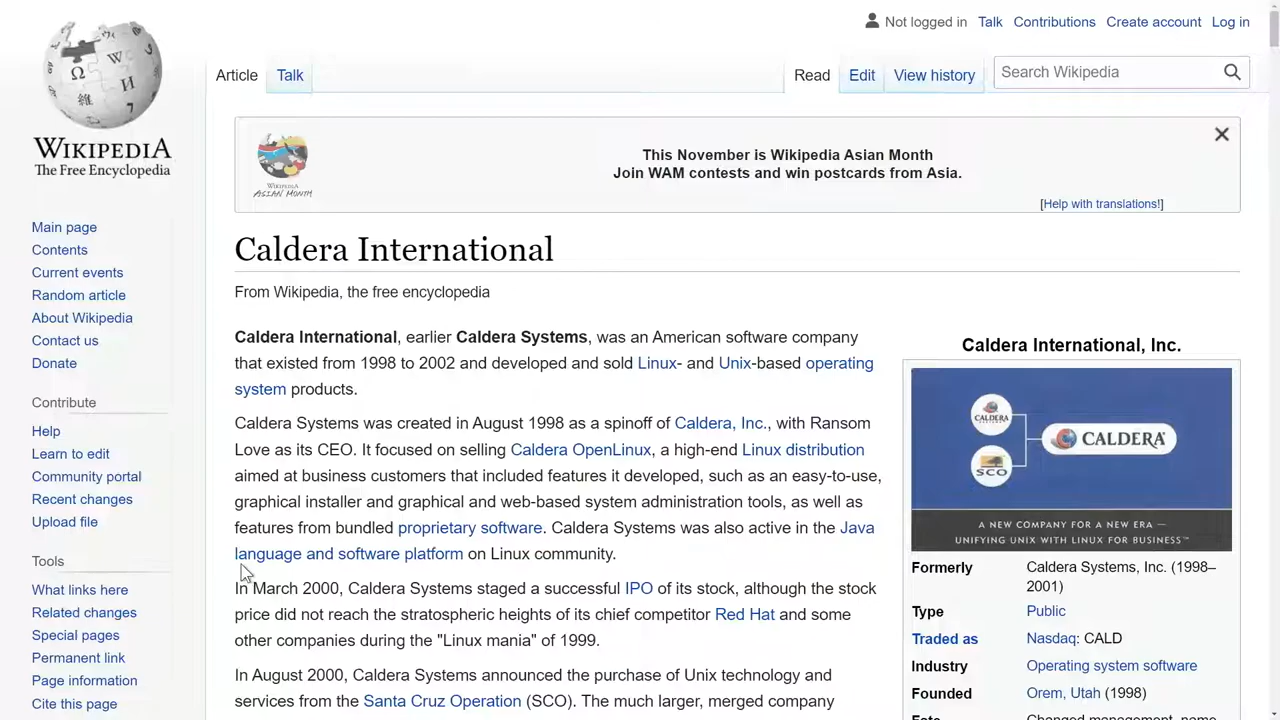 Not logged in Talk Contributions Create account Log in
Article Talk Read Edit View history Search Wikipedia
WIKIPEDIA
The Free Encyclopedia
Main page
Contents
Current events
Random article
About Wikipedia
Contact us
Donate
Contribute
Help
Learn to edit
Community portal
Recent changes
Upload file
Tools
What links here
Related changes
Special pages
Permanent link
Page information
Cite this page
WIKIPEDIA
ASIAN MONTH
This November is Wikipedia Asian Month
Join WAM contests and win postcards from Asia.
[Help with translations!]
Caldera International
From Wikipedia, the free encyclopedia
Caldera International, earlier Caldera Systems, was an American software company
that existed from 1998 to 2002 and developed and sold Linux- and Unix-based operating
system products.
Caldera Systems was created in August 1998 as a spinoff of Caldera, Inc., with Ransom
Love as its CEO. It focused on selling Caldera OpenLinux, a high-end Linux distribution
aimed at business customers that included features it developed, such as an easy-to-use,
graphical installer and graphical and web-based system administration tools, as well as
features from bundled proprietary software. Caldera Systems was also active in the Java
language and software platform on Linux community.
In March 2000, Caldera Systems staged a successful IPO of its stock, although the stock
price did not reach the stratospheric heights of its chief competitor Red Hat and some
other companies during the "Linux mania" of 1999.
In August 2000, Caldera Systems announced the purchase of Unix technology and
services from the Santa Cruz Operation (SCO). The much larger, merged company
Caldera International, Inc.
CALDERA
SCO
CALDERA
A NEW COMPANY FOR A NEW ERA —
UNIFYING UNIX WITH LINUX FOR BUSINESS™
Formerly Caldera Systems, Inc. (1998–
2001)
Type Public
Traded as Nasdaq: CALD
Industry Operating system software
Founded Orem, Utah (1998)
Fate Changed management, name